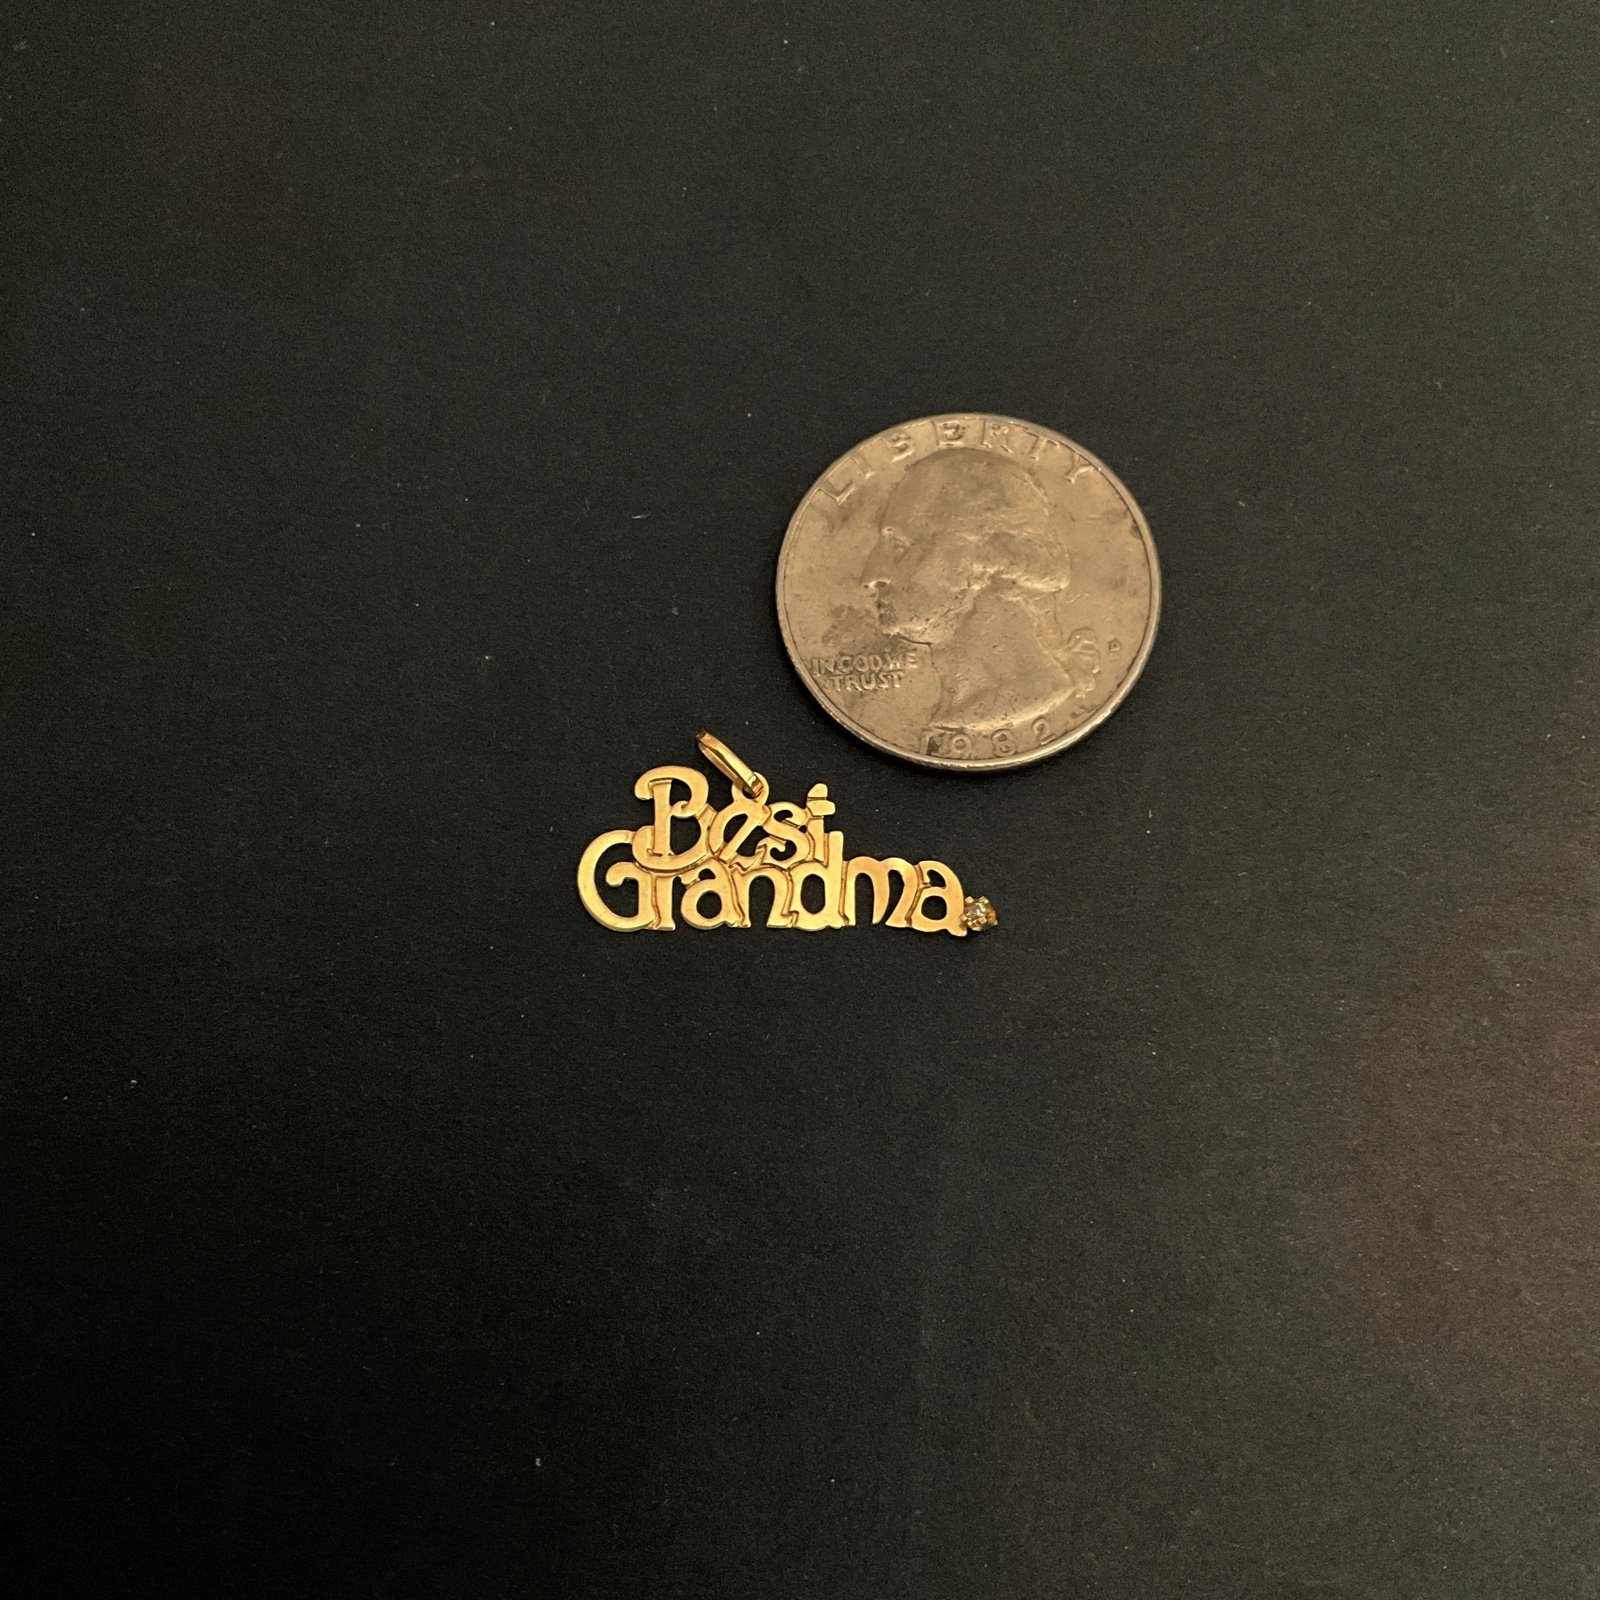 LIBERTY
IN GOD WE
TRUST
D
1982
Best
Grandma